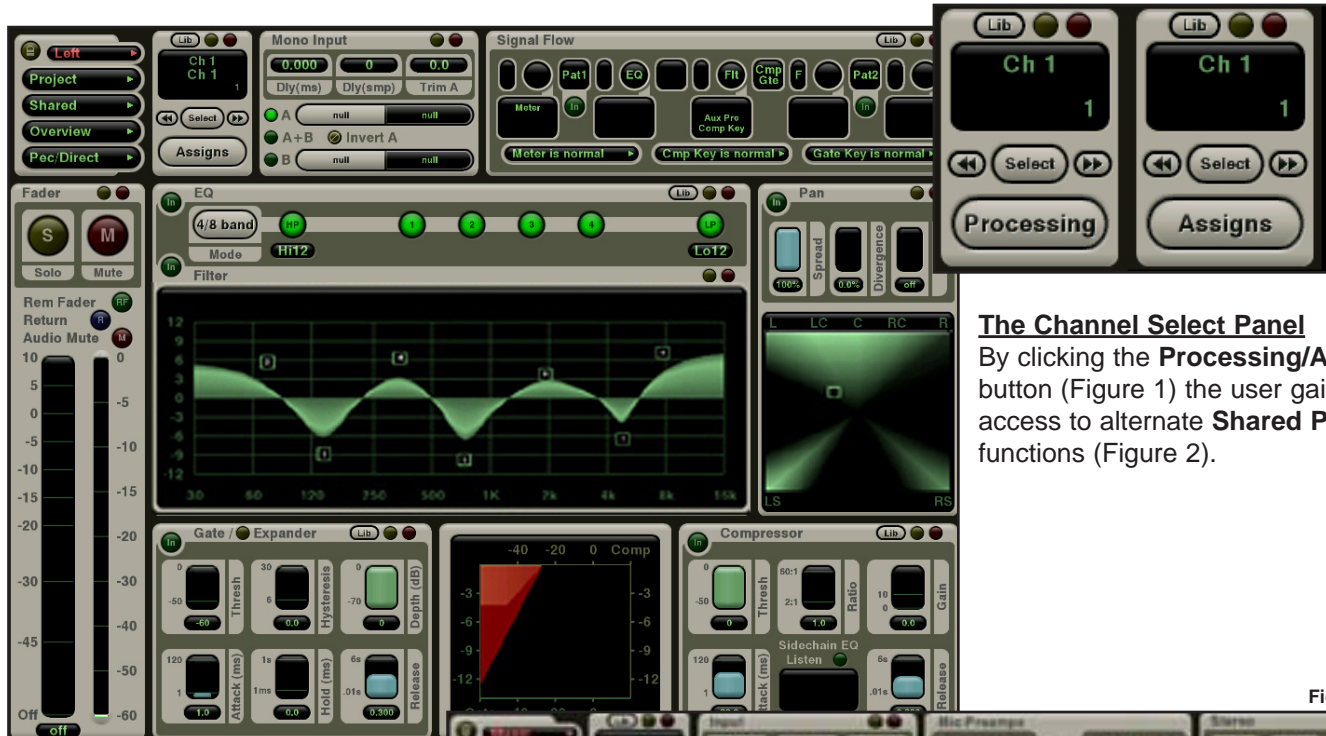 Left
Project
Shared
Overview
Pec/Direct
Lib
Ch 1
Ch 1
1
Select
Assigns
Mono Input
0.000 0 0.0
Dly(ms) Dly(smp) Trim A
A null null
A+B Invert A
B null null
Signal Flow Lib
Pat1 EQ Flt Cmp Gte F Pat2
Meter In Aux Pre Comp Key In
Meter is normal Cmp Key is normal Gate Key is normal
Lib Lib
Ch 1 Ch 1
1 1
Select Select
Processing Assigns
Fader
S M
Solo Mute
Rem Fader RF
Return R
Audio Mute M
10 0
5 -5
0 -10
-5 -15
-10 -20
-15 -30
-20 -40
-30 -50
-45 -60
Off
off
In EQ Lib
4/8 band HP 1 2 3 4 LP
Mode Hi12 Lo12
In Filter
12
9
6
3
0
-3
-6
-9
-12
30 60 120 250 500 1K 2k 4k 8k 16k
In Pan
Spread Divergence
100% 0.0% off
L LC C RC R
LS RS
The Channel Select Panel
By clicking the Processing/A
button (Figure 1) the user gai
access to alternate Shared P
functions (Figure 2).
In Gate / Expander Lib
0 -50 Thresh -60
30 6 Hysteresis 0.0
0 -70 Depth (dB) 0
120 1 Attack (ms) 1.0
1s 1ms Hold (ms) 0.0
6s .01s Release 0.300
-40 -20 0 Comp
-3 -3
-6 -6
-9 -9
-12 -12
In Compressor Lib
0 -50 Thresh 0
60:1 2:1 Ratio 1.0
10 0 Gain 0.0
Sidechain EQ
Listen
120 1 Attack (ms)
6s .01s Release
Fi
Lib Input Mic Preamps Stereo